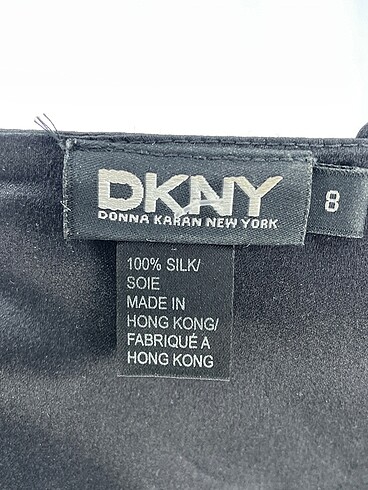 DKNY
DONNA KARAN NEW YORK
8
100% SILK/
SOIE
MADE IN
HONG KONG/
FABRIQUÉ A
HONG KONG